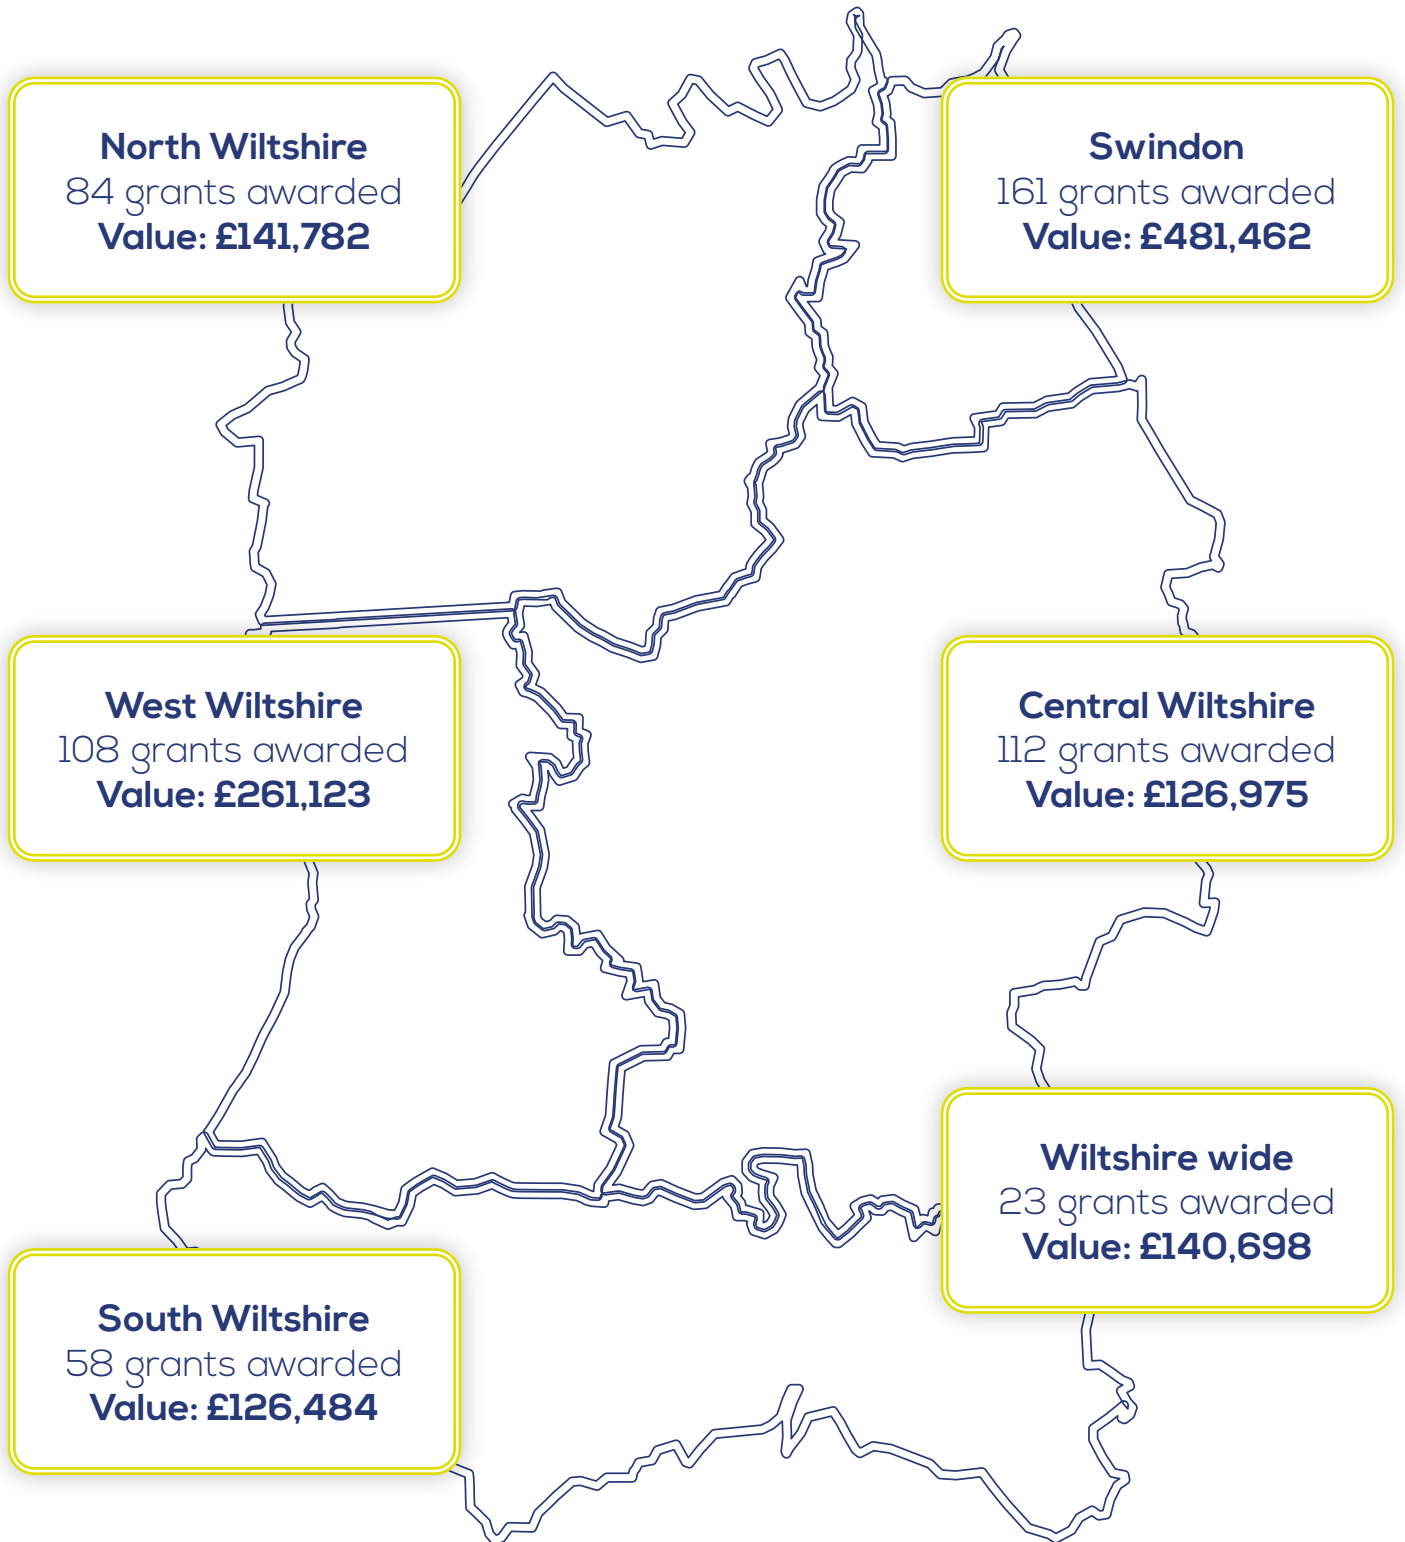 North Wiltshire
84 grants awarded
Value: £141,782
Swindon
161 grants awarded
Value: £481,462
West Wiltshire
108 grants awarded
Value: £261,123
Central Wiltshire
112 grants awarded
Value: £126,975
Wiltshire wide
23 grants awarded
Value: £140,698
South Wiltshire
58 grants awarded
Value: £126,484